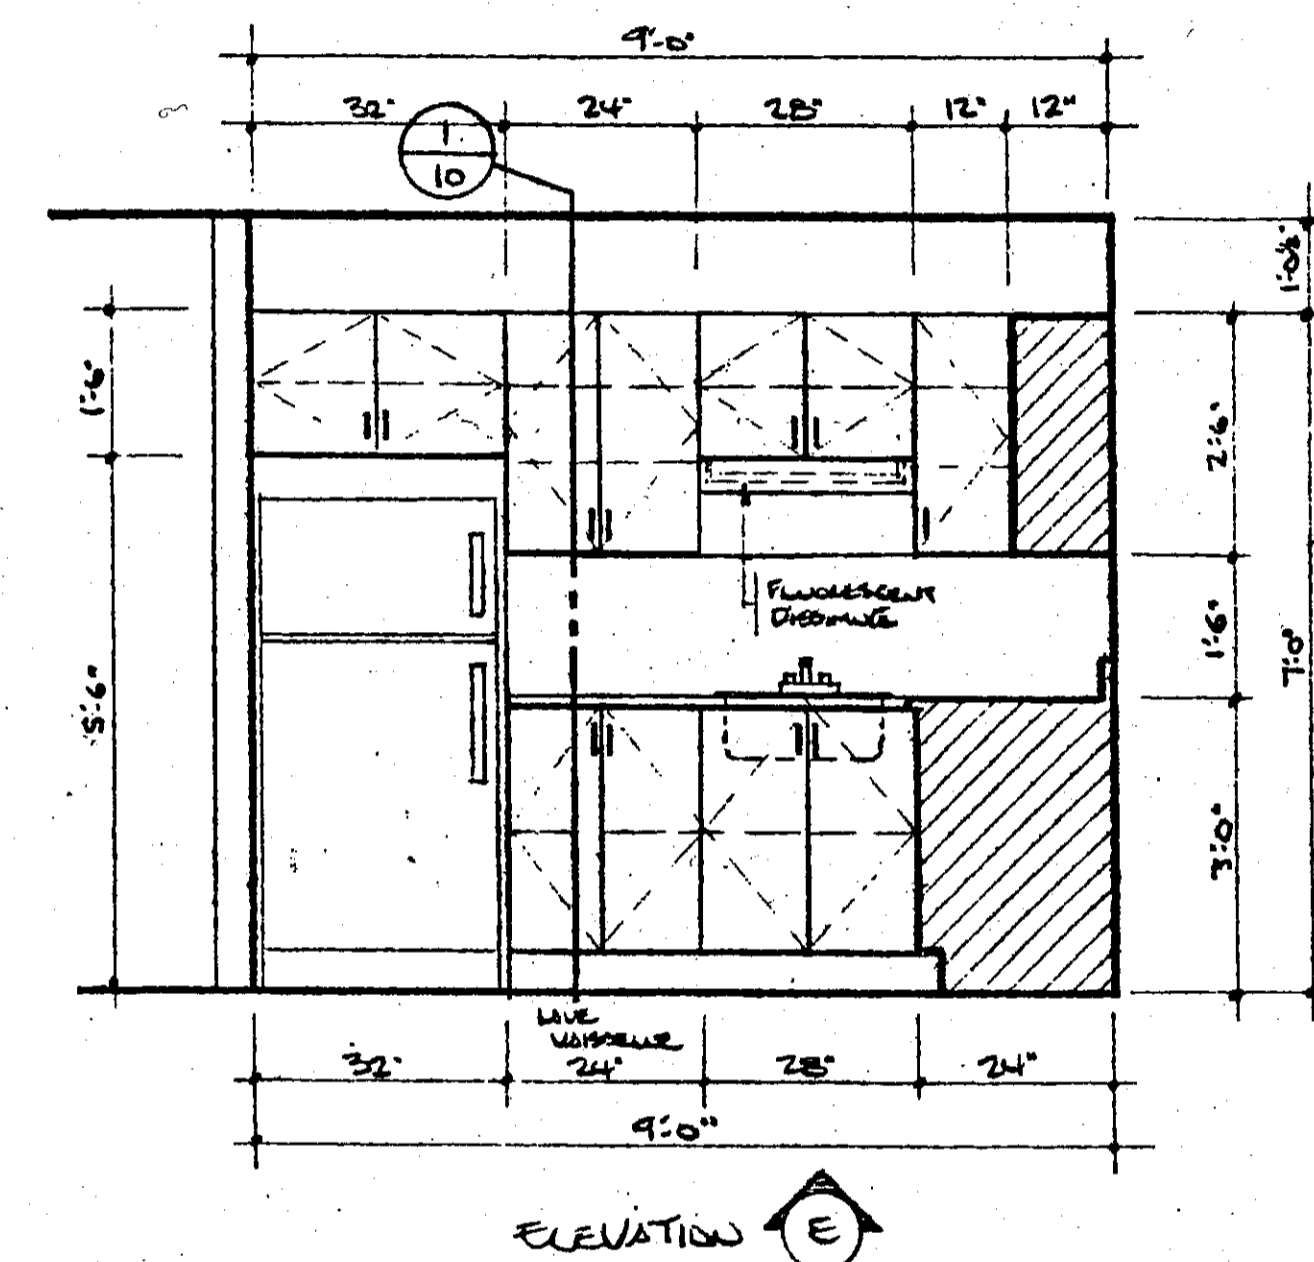 9'-0"
32" 24" 28" 12" 12"
1
10
1'-0½"
1'-6"
2'-6"
FLUORESCENT
DISSIMULÉ
1'-6"
7'-0"
5'-6"
3'-0"
LAVE
VAISSELLE
32" 24" 28" 24"
9'-0"
ELEVATION E